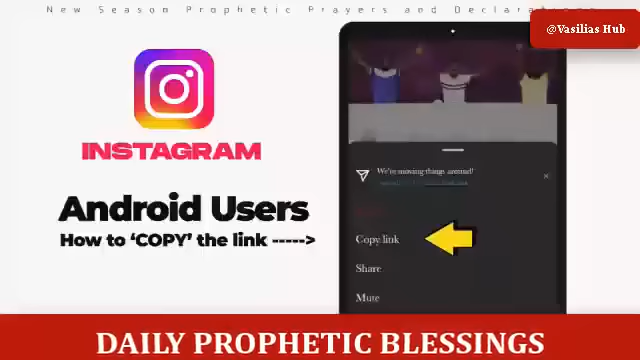 New Season Prophetic Prayers and Declarations
@Vasilias Hub
INSTAGRAM
Android Users
How to ‘COPY’ the link ----->
We're moving things around!
Copy link
Share
Mute
DAILY PROPHETIC BLESSINGS